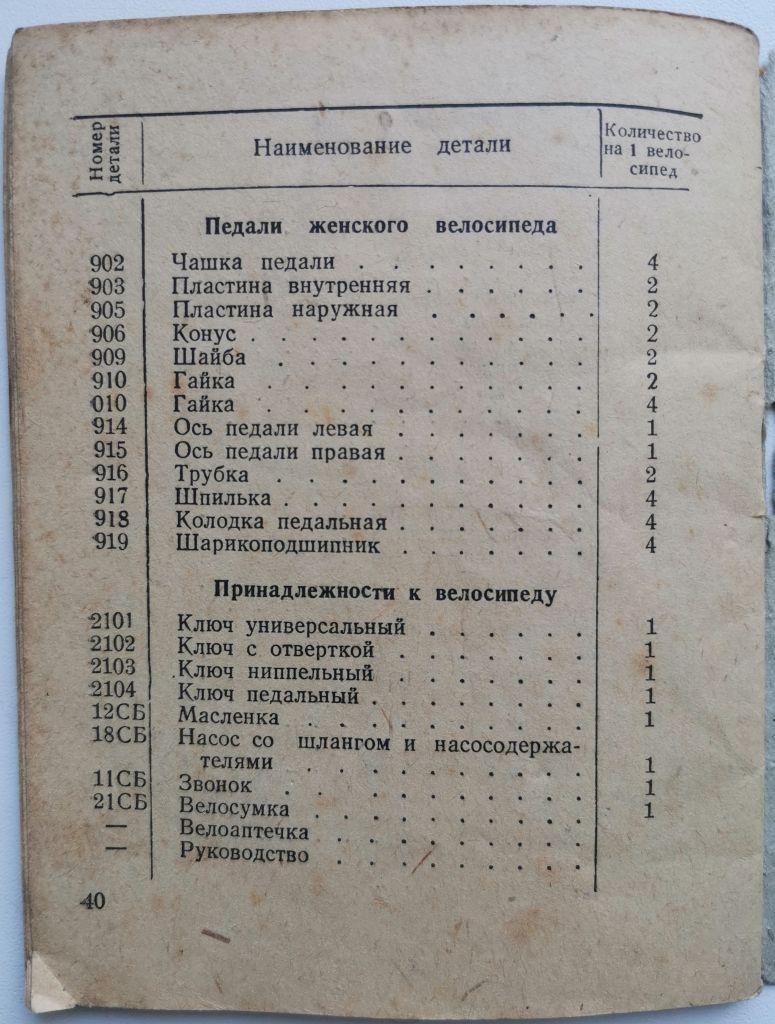 Номер детали Наименование детали Количество на 1 вело-сипед
Педали женского велосипеда
902 Чашка педали . . . . . . . . 4
903 Пластина внутренняя . . . . . . 2
905 Пластина наружная . . . . . . 2
906 Конус . . . . . . . . . . . . 2
909 Шайба . . . . . . . . . . . 2
910 Гайка . . . . . . . . . . . 2
010 Гайка . . . . . . . . . . . 4
914 Ось педали левая . . . . . . . 1
915 Ось педали правая . . . . . . . 1
916 Трубка . . . . . . . . . . . 2
917 Шпилька . . . . . . . . . . . 4
918 Колодка педальная . . . . . . . 4
919 Шарикоподшипник . . . . . . . 4
Принадлежности к велосипеду
2101 Ключ универсальный . . . . . . 1
2102 Ключ с отверткой . . . . . . . 1
2103 Ключ ниппельный . . . . . . . 1
2104 Ключ педальный . . . . . . . . 1
12СБ Масленка . . . . . . . . . . 1
18СБ Насос со шлангом и насосодержа-
телями . . . . . . . . . . 1
11СБ Звонок . . . . . . . . . . 1
21СБ Велосумка . . . . . . . . . . 1
— Велоаптечка . . . . . . . . .
— Руководство . . . . . . . . .
40